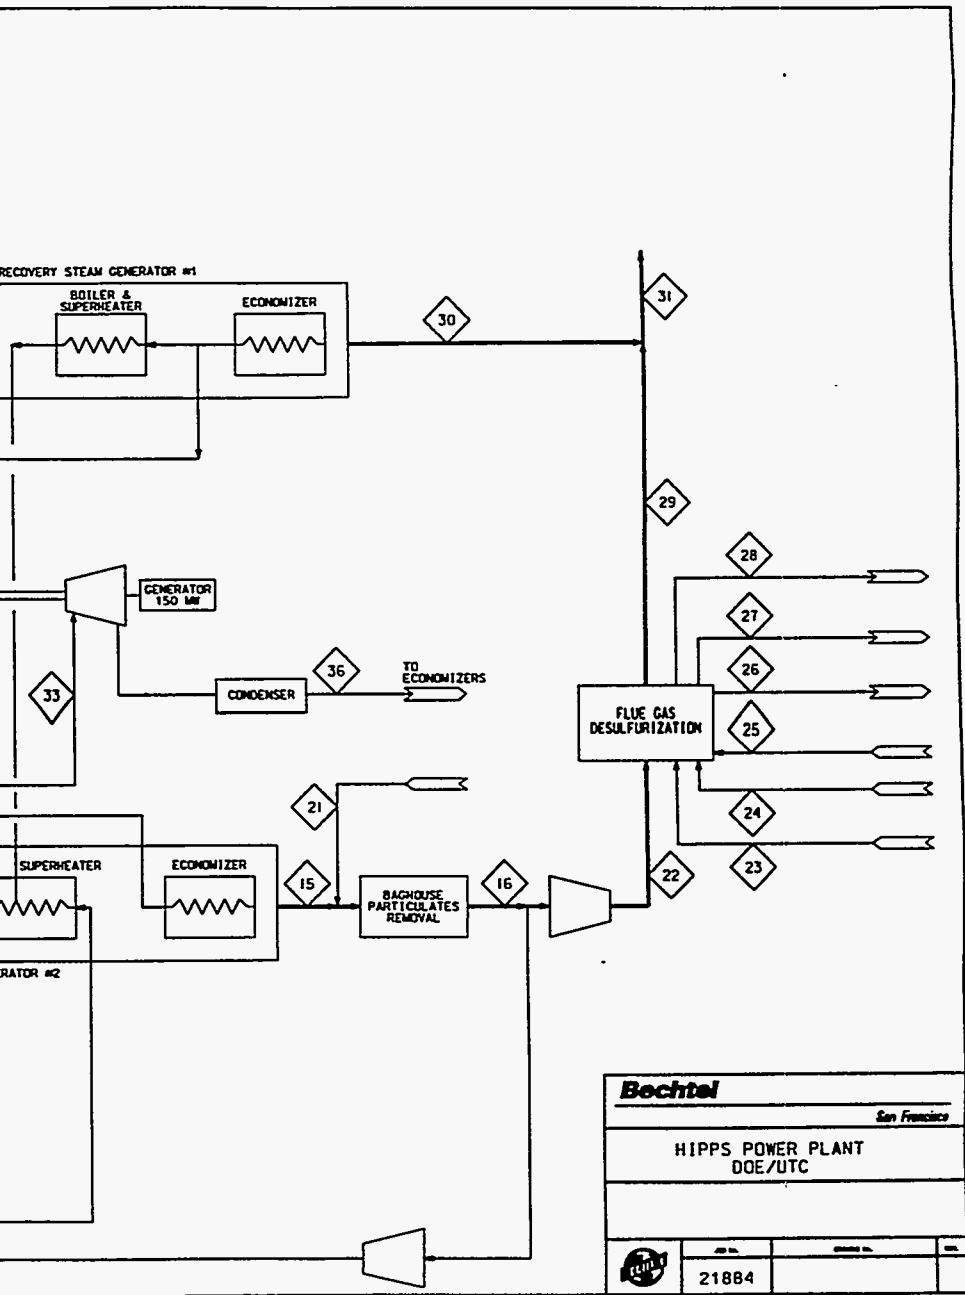 RECOVERY STEAM GENERATOR #1
BOILER &
SUPERHEATER
ECONOMIZER
30
31
29
28
27
26
25
24
23
22
GENERATOR
150 MW
33
CONDENSER
36
TO
ECONOMIZERS
FLUE GAS
DESULFURIZATION
21
SUPERHEATER
ECONOMIZER
15
BAGHOUSE
PARTICULATES
REMOVAL
16
ERATOR #2
Bechtel
San Francisco
HIPPS POWER PLANT
DOE/UTC
21884